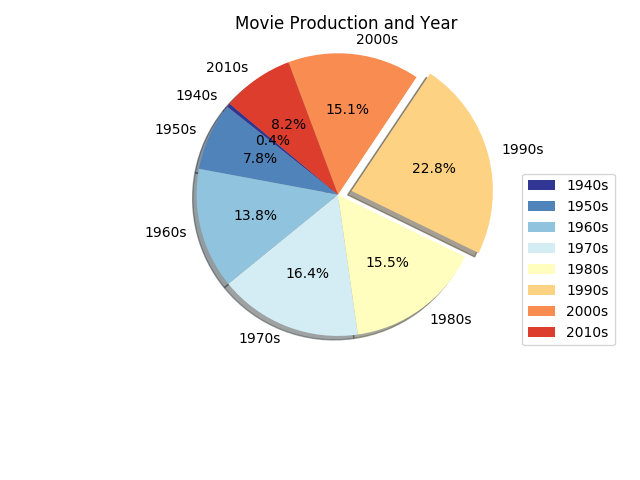 Movie Production and Year
2000s
2010s
1940s
1950s
1960s
1970s
1980s
1990s
15.1%
8.2%
0.4%
7.8%
13.8%
16.4%
15.5%
22.8%
1940s
1950s
1960s
1970s
1980s
1990s
2000s
2010s